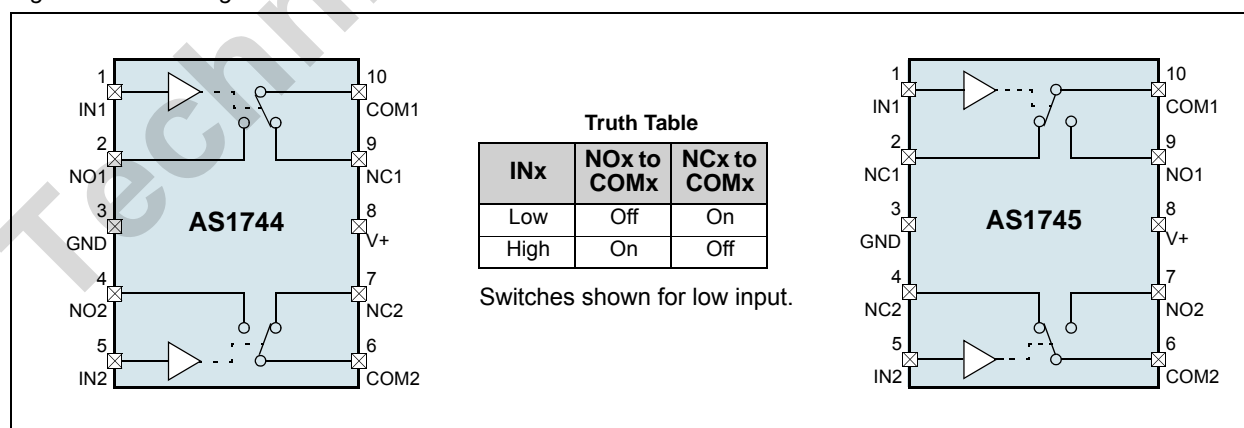 1
IN1
2
NO1
3
GND
4
NO2
5
IN2
AS1744
10
COM1
9
NC1
8
V+
7
NC2
6
COM2
Truth Table
INx NOx to COMx NCx to COMx
Low Off On
High On Off
Switches shown for low input.
1
IN1
2
NC1
3
GND
4
NC2
5
IN2
AS1745
10
COM1
9
NO1
8
V+
7
NO2
6
COM2